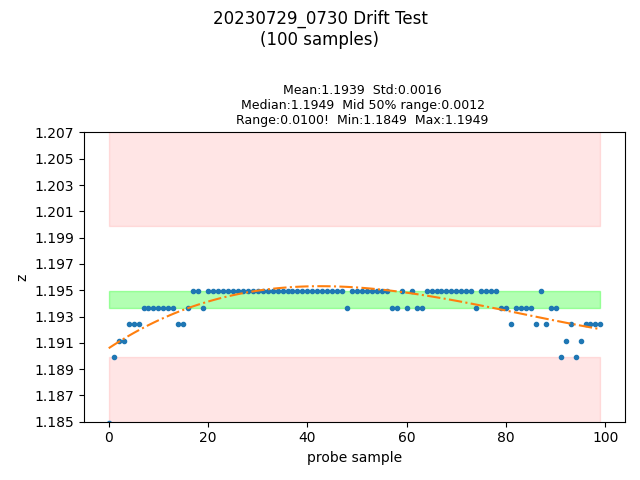 20230729_0730 Drift Test
(100 samples)
Mean:1.1939  Std:0.0016
Median:1.1949  Mid 50% range:0.0012
Range:0.0100!  Min:1.1849  Max:1.1949
1.207
1.205
1.203
1.201
1.199
1.197
1.195
1.193
1.191
1.189
1.187
1.185
z
0
20
40
60
80
100
probe sample